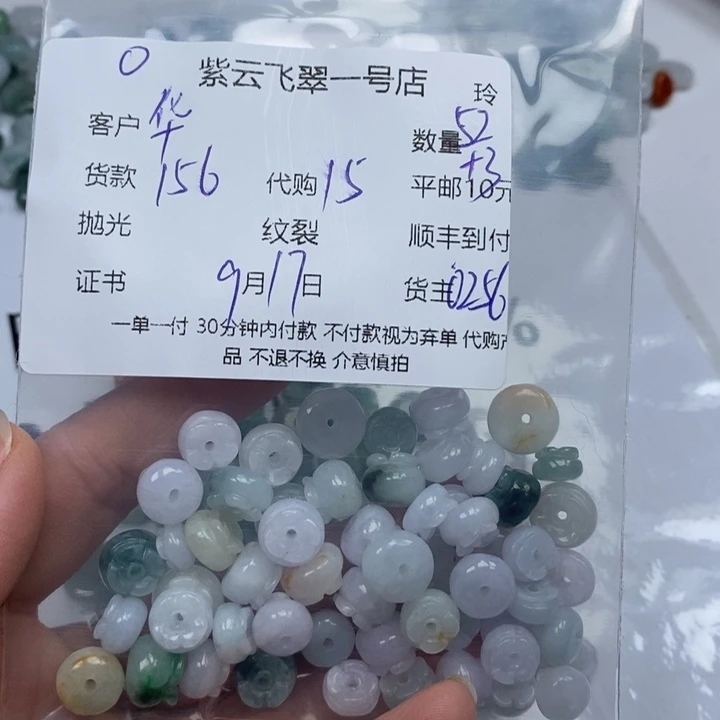 O 紫云飞翠一号店 玲
客户 华 数量 52
+3
货款 156 代购 15 平邮10元
抛光 纹裂 顺丰到付
证书 9月17日 货主 0256
一单一付 30分钟内付款 不付款视为弃单 代购产
品 不退不换 介意慎拍